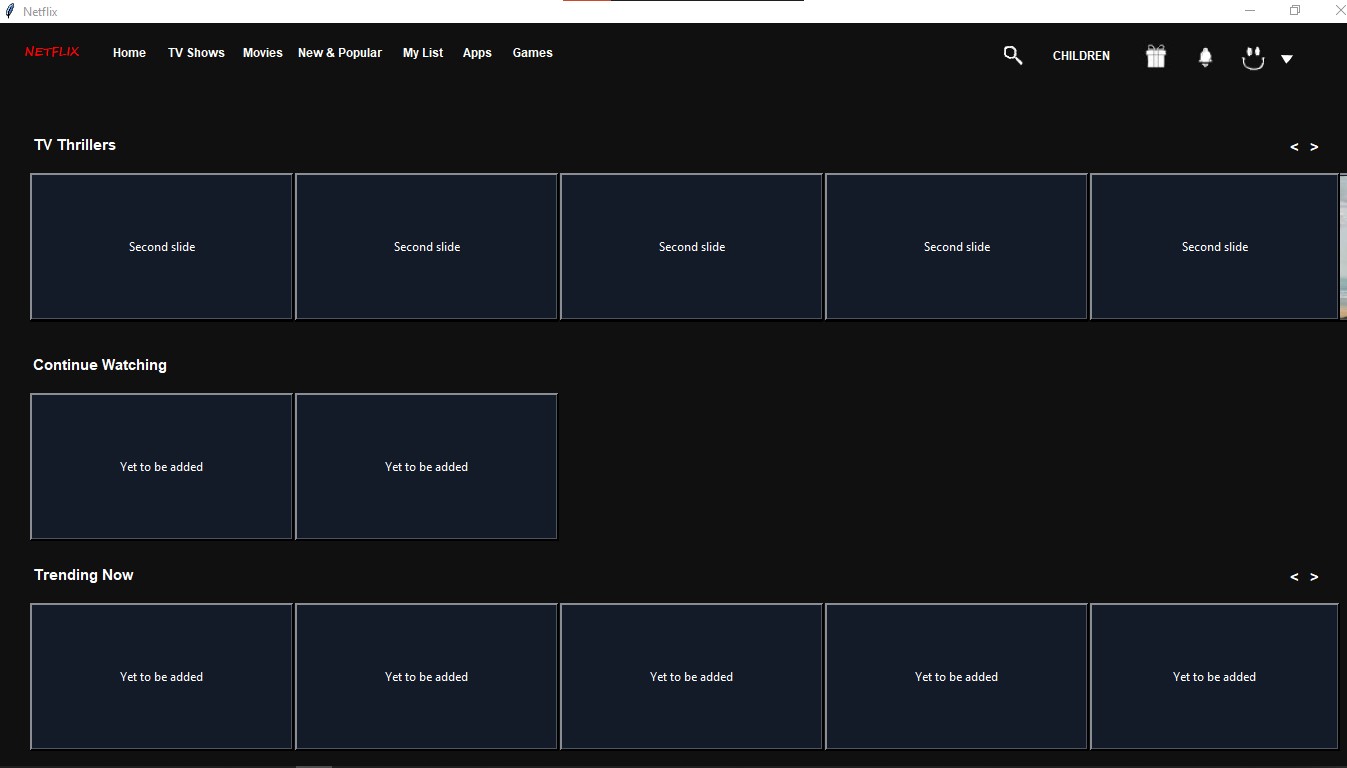 Netflix
NETFLIX Home TV Shows Movies New & Popular My List Apps Games CHILDREN
TV Thrillers < >
Second slide Second slide Second slide Second slide Second slide
Continue Watching
Yet to be added Yet to be added
Trending Now < >
Yet to be added Yet to be added Yet to be added Yet to be added Yet to be added